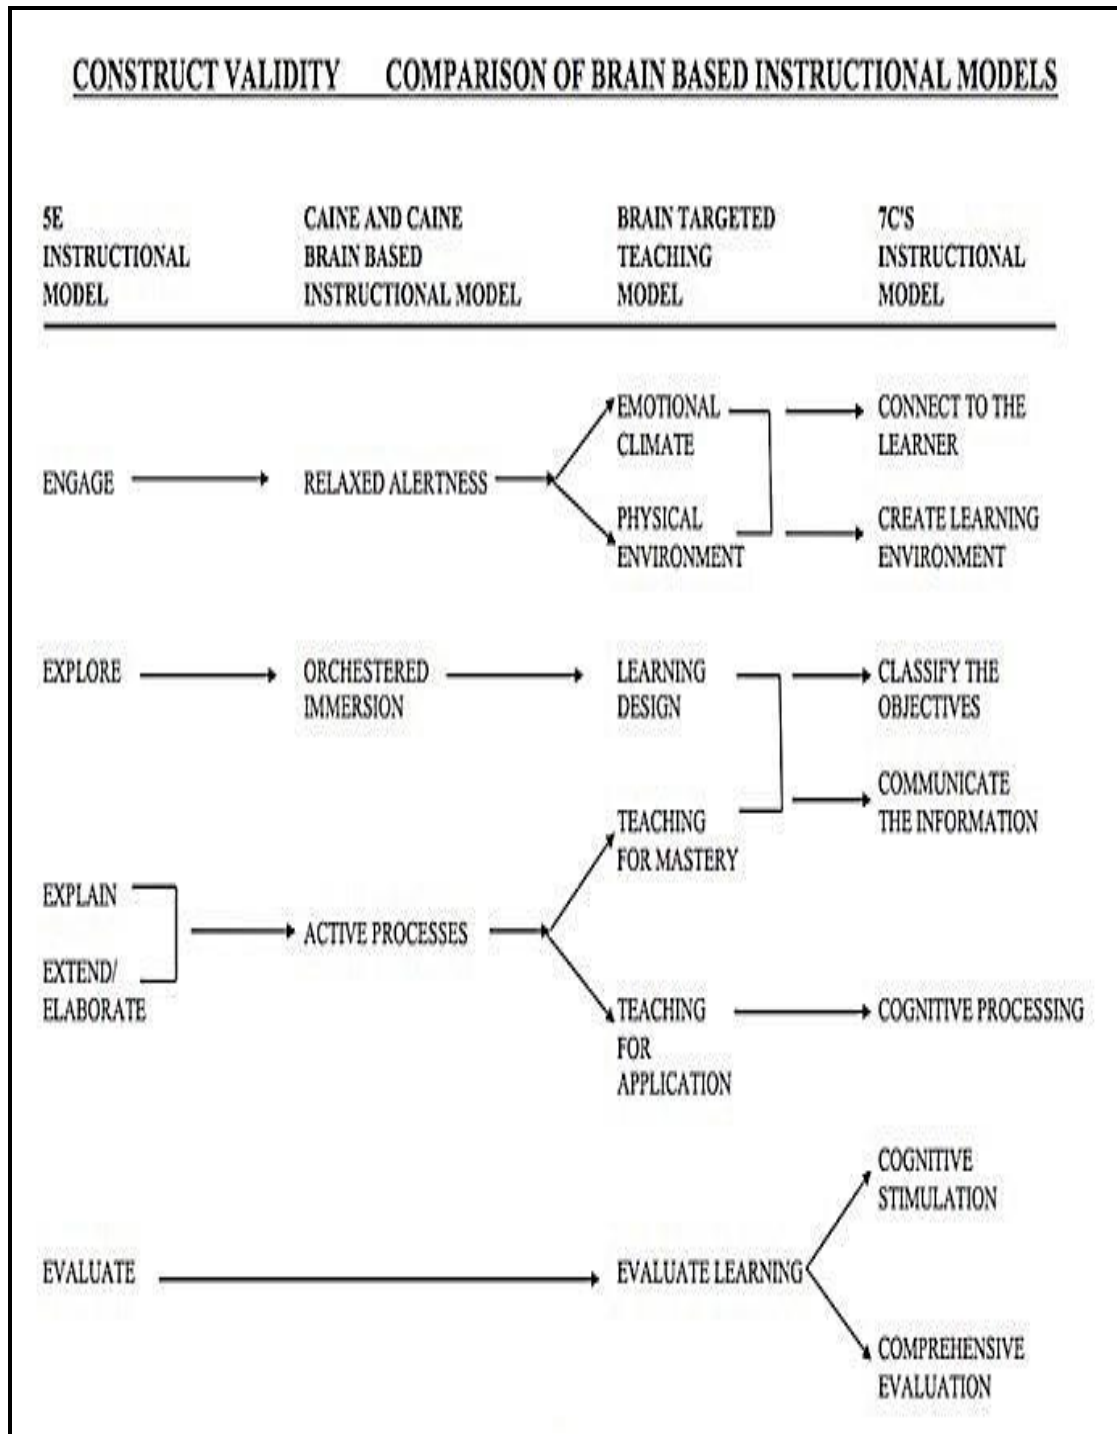 CONSTRUCT VALIDITY COMPARISON OF BRAIN BASED INSTRUCTIONAL MODELS
5E
INSTRUCTIONAL
MODEL
CAINE AND CAINE
BRAIN BASED
INSTRUCTIONAL MODEL
BRAIN TARGETED
TEACHING
MODEL
7C'S
INSTRUCTIONAL
MODEL
ENGAGE
RELAXED ALERTNESS
EMOTIONAL
CLIMATE
PHYSICAL
ENVIRONMENT
CONNECT TO THE
LEARNER
CREATE LEARNING
ENVIRONMENT
EXPLORE
ORCHESTERED
IMMERSION
LEARNING
DESIGN
CLASSIFY THE
OBJECTIVES
COMMUNICATE
THE INFORMATION
EXPLAIN
EXTEND/
ELABORATE
ACTIVE PROCESSES
TEACHING
FOR MASTERY
TEACHING
FOR
APPLICATION
COGNITIVE PROCESSING
EVALUATE
EVALUATE LEARNING
COGNITIVE
STIMULATION
COMPREHENSIVE
EVALUATION